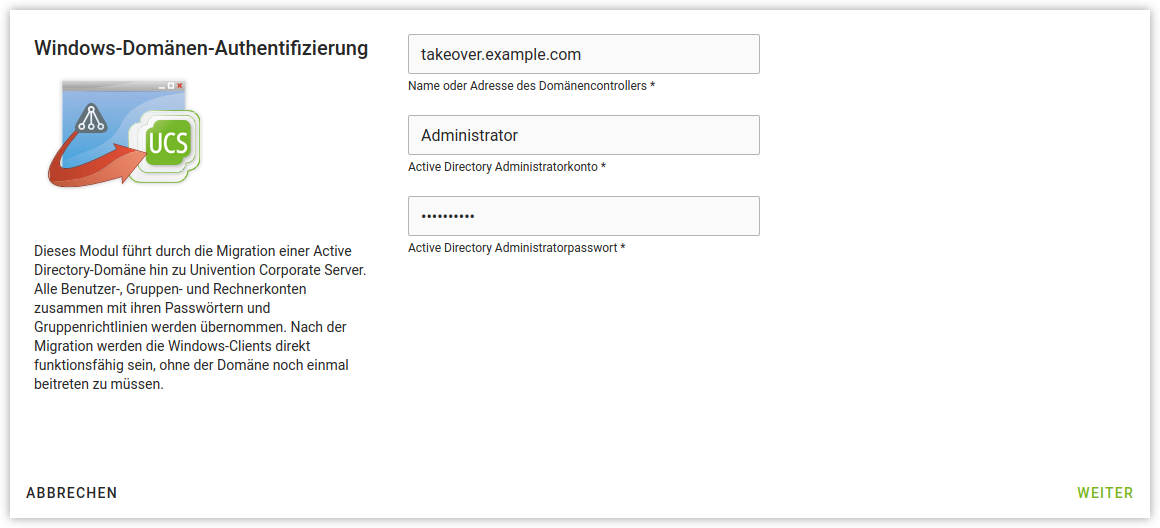 Windows-Domänen-Authentifizierung
UCS
Dieses Modul führt durch die Migration einer Active
Directory-Domäne hin zu Univention Corporate Server.
Alle Benutzer-, Gruppen- und Rechnerkonten
zusammen mit ihren Passwörtern und
Gruppenrichtlinien werden übernommen. Nach der
Migration werden die Windows-Clients direkt
funktionsfähig sein, ohne der Domäne noch einmal
beitreten zu müssen.
takeover.example.com
Name oder Adresse des Domänencontrollers *
Administrator
Active Directory Administratorkonto *
••••••••••
Active Directory Administratorpasswort *
ABBRECHEN
WEITER